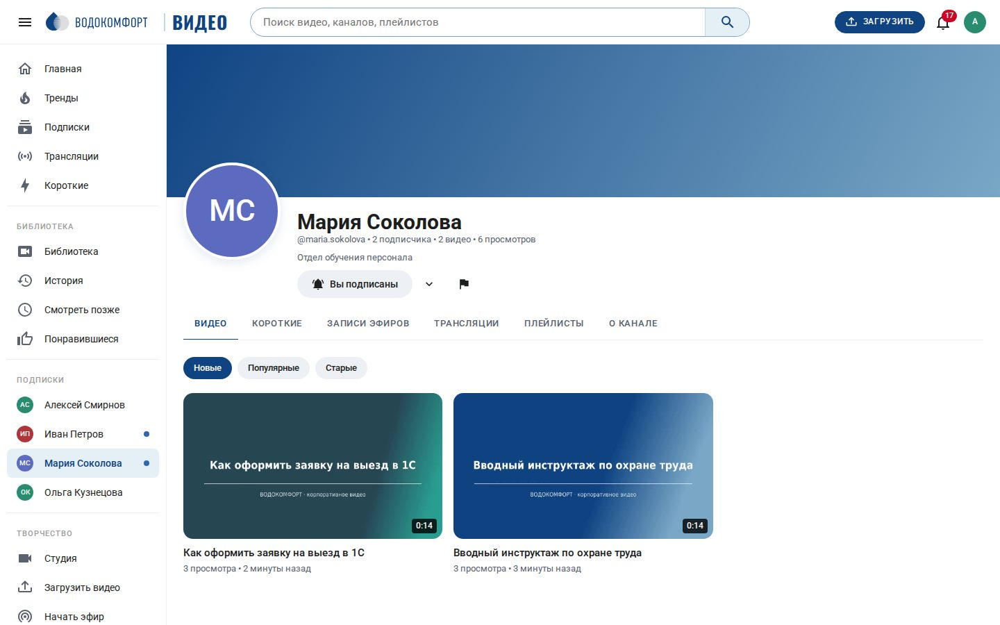 ВОДОКОМФОРТ ВИДЕО
Поиск видео, каналов, плейлистов
ЗАГРУЗИТЬ
17
A
Главная
Тренды
Подписки
Трансляции
Короткие
БИБЛИОТЕКА
Библиотека
История
Смотреть позже
Понравившиеся
ПОДПИСКИ
АС Алексей Смирнов
ИП Иван Петров
МС Мария Соколова
ОК Ольга Кузнецова
ТВОРЧЕСТВО
Студия
Загрузить видео
Начать эфир
МС
Мария Соколова
@maria.sokolova • 2 подписчика • 2 видео • 6 просмотров
Отдел обучения персонала
Вы подписаны
ВИДЕО КОРОТКИЕ ЗАПИСИ ЭФИРОВ ТРАНСЛЯЦИИ ПЛЕЙЛИСТЫ О КАНАЛЕ
Новые Популярные Старые
Как оформить заявку на выезд в 1С
ВОДОКОМФОРТ · корпоративное видео
0:14
Как оформить заявку на выезд в 1С
3 просмотра • 2 минуты назад
Вводный инструктаж по охране труда
ВОДОКОМФОРТ · корпоративное видео
0:14
Вводный инструктаж по охране труда
3 просмотра • 3 минуты назад